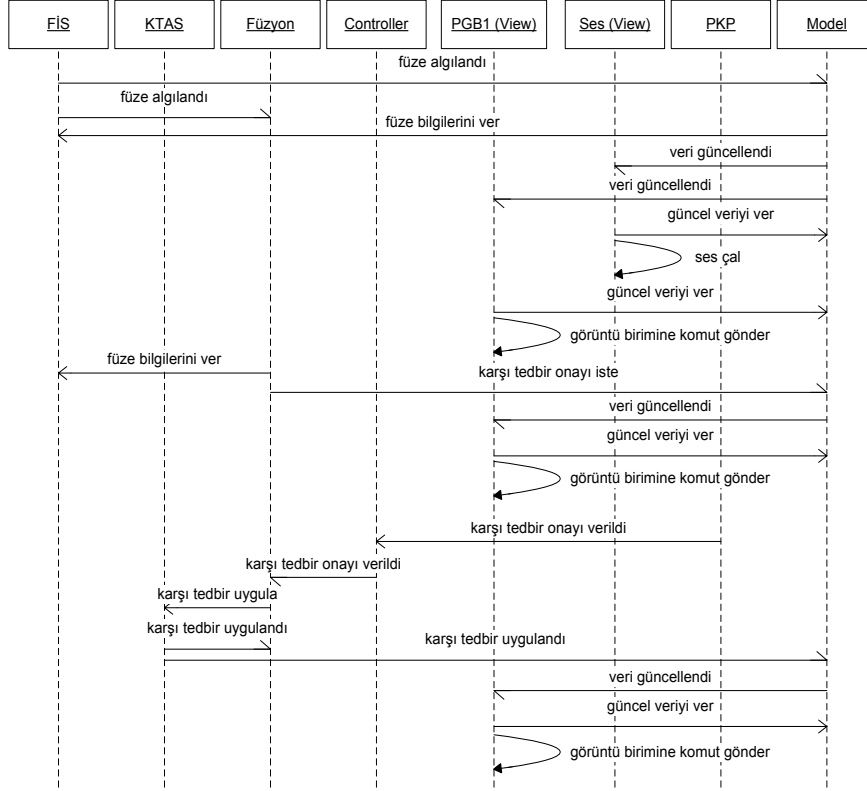 FİS
KTAS
Füzyon
Controller
PGB1 (View)
Ses (View)
PKP
Model
füze algılandı
füze algılandı
füze bilgilerini ver
veri güncellendi
veri güncellendi
güncel veriyi ver
ses çal
güncel veriyi ver
görüntü birimine komut gönder
füze bilgilerini ver
karşı tedbir onayı iste
veri güncellendi
güncel veriyi ver
görüntü birimine komut gönder
karşı tedbir onayı verildi
karşı tedbir onayı verildi
karşı tedbir uygula
karşı tedbir uygulandı
karşı tedbir uygulandı
veri güncellendi
güncel veriyi ver
görüntü birimine komut gönder